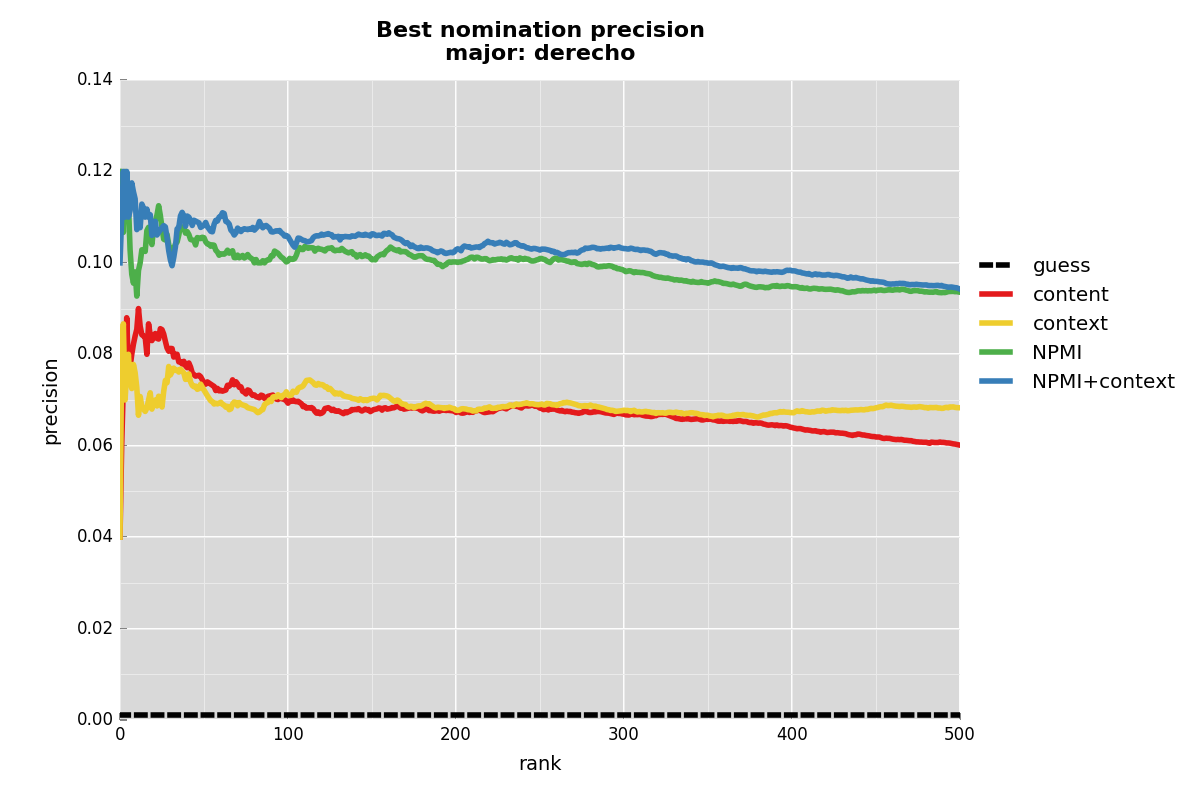 Best nomination precision
major: derecho
0.14
0.12
0.10
0.08
0.06
0.04
0.02
0.00
precision
0 100 200 300 400 500
rank
guess
content
context
NPMI
NPMI+context